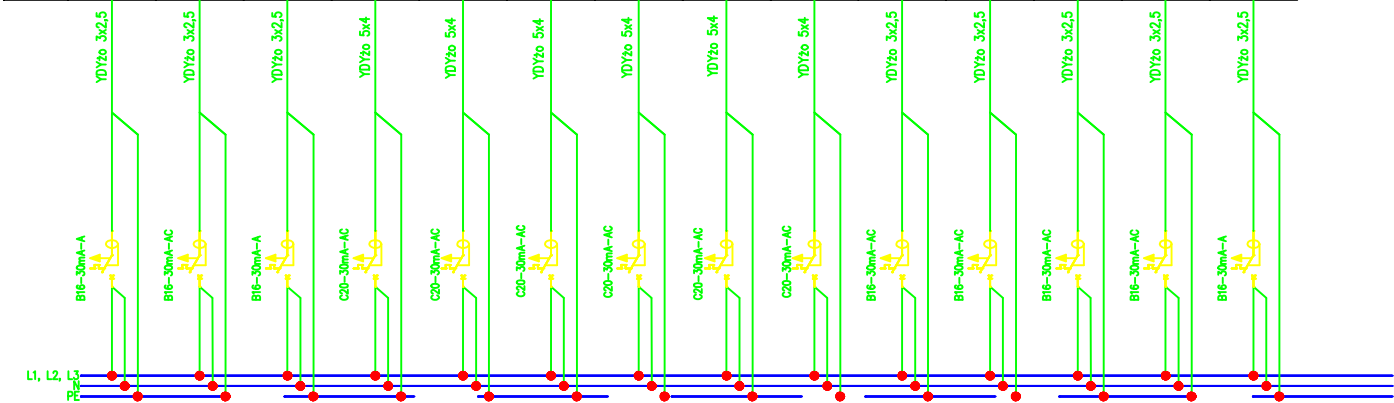 YDYżo 3x2,5
YDYżo 3x2,5
YDYżo 3x2,5
YDYżo 5x4
YDYżo 5x4
YDYżo 5x4
YDYżo 5x4
YDYżo 5x4
YDYżo 5x4
YDYżo 3x2,5
YDYżo 3x2,5
YDYżo 3x2,5
YDYżo 3x2,5
YDYżo 3x2,5
B16-30mA-A
B16-30mA-AC
B16-30mA-A
C20-30mA-AC
C20-30mA-AC
C20-30mA-AC
C20-30mA-AC
C20-30mA-AC
C20-30mA-AC
B16-30mA-AC
B16-30mA-AC
B16-30mA-AC
B16-30mA-AC
B16-30mA-A
L1, L2, L3
N
PE